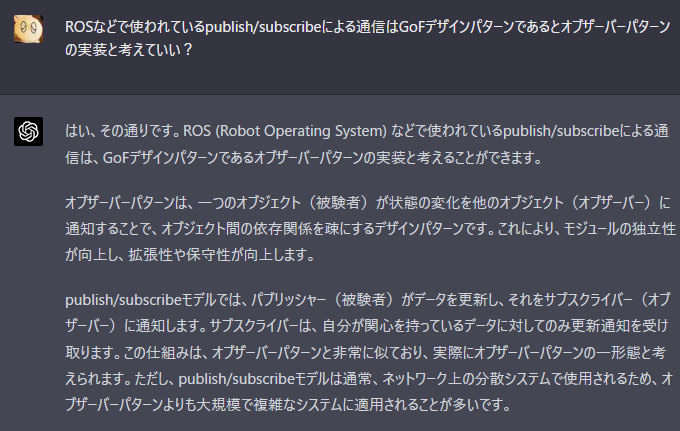 ROSなどで使われているpublish/subscribeによる通信はGoFデザインパターンであるとオブザーバーパターン
の実装と考えていい？
はい、その通りです。ROS (Robot Operating System) などで使われているpublish/subscribeによる通
信は、GoFデザインパターンであるオブザーバーパターンの実装と考えることができます。
オブザーバーパターンは、一つのオブジェクト（被験者）が状態の変化を他のオブジェクト（オブザーバー）に
通知することで、オブジェクト間の依存関係を疎にするデザインパターンです。これにより、モジュールの独立性
が向上し、拡張性や保守性が向上します。
publish/subscribeモデルでは、パブリッシャー（被験者）がデータを更新し、それをサブスクライバー（オブ
ザーバー）に通知します。サブスクライバーは、自分が関心を持っているデータに対してのみ更新通知を受け
取ります。この仕組みは、オブザーバーパターンと非常に似ており、実際にオブザーバーパターンの一形態と考
えられます。ただし、publish/subscribeモデルは通常、ネットワーク上の分散システムで使用されるため、オ
ブザーバーパターンよりも大規模で複雑なシステムに適用されることが多いです。